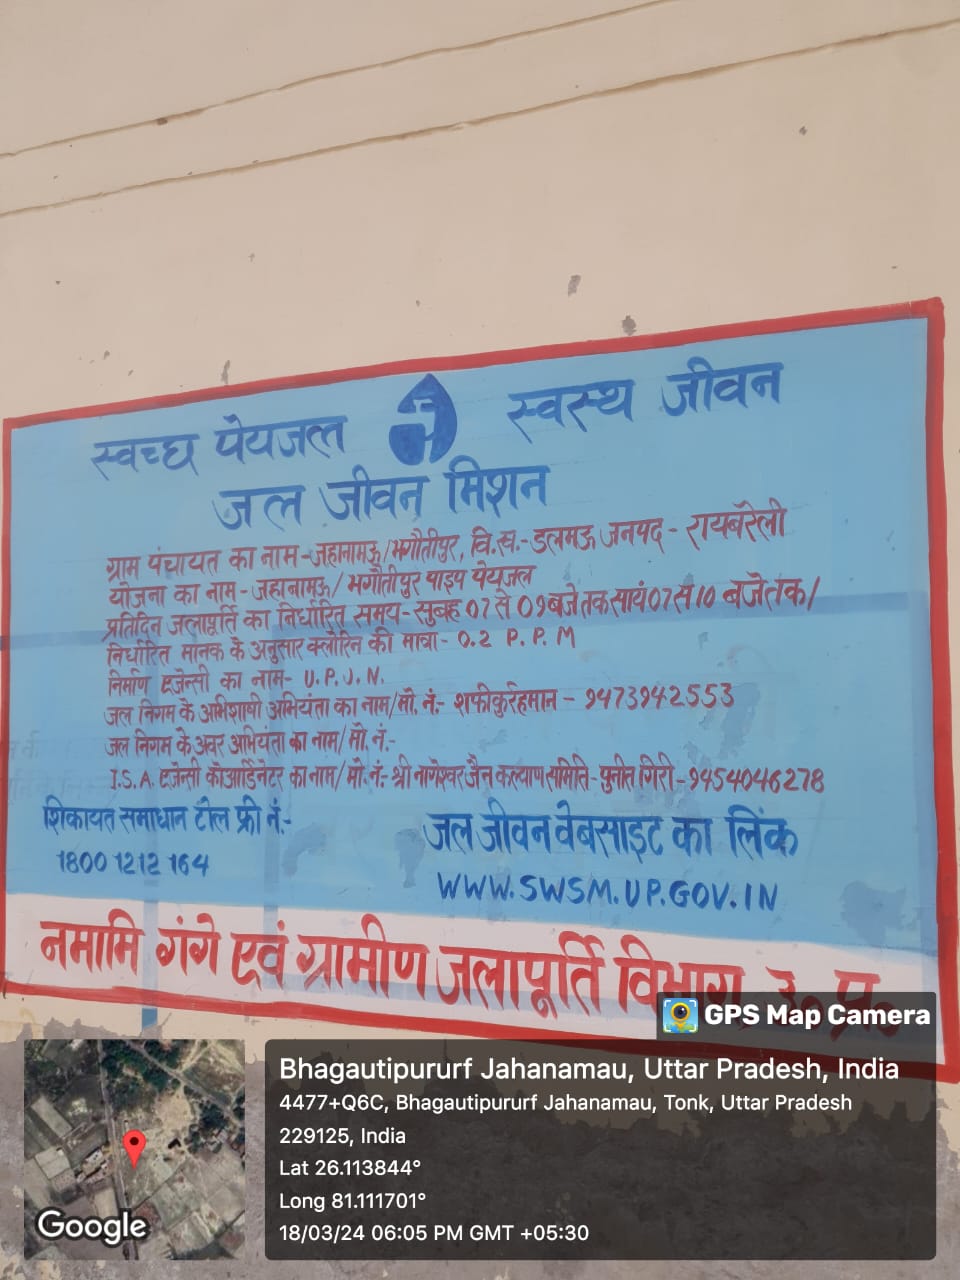 स्वच्छ पेयजल स्वस्थ जीवन
जल जीवन मिशन
ग्राम पंचायत का नाम - जहानामऊ/भगौतीपुर, वि.ख.- डलमऊ जनपद - रायबरेली
योजना का नाम - जहानामऊ/ भगौतीपुर पाइप पेयजल
प्रतिदिन जलापूर्ति का निर्धारित समय - सुबह 07 से 09 बजे तक सायं 07 से 10 बजे तक/
निर्धारित मानक के अनुसार क्लोरिन की मात्रा - 0.2 P.P.M
निर्माण एजेन्सी का नाम - U.P.J.N.
जल निगम के अभिशाषी अभियंता का नाम/मो. नं.- शफीकुर्रहमान - 9473942553
जल निगम के अवर अभियंता का नाम/ मो. नं.-
I.S.A. एजेन्सी कोआर्डिनेटर का नाम/ मो. नं.- श्री नागेश्वर जैन कल्याण समिति - पुनीत गिरी - 9454046278
शिकायत समाधान टोल फ्री नं.-
1800 1212 164
जल जीवन वेबसाइट का लिंक
WWW.SWSM.UP.GOV.IN
नमामि गंगे एवं ग्रामीण जलापूर्ति विभाग उ॰ प्र॰
GPS Map Camera
Bhagautipururf Jahanamau, Uttar Pradesh, India
4477+Q6C, Bhagautipururf Jahanamau, Tonk, Uttar Pradesh
229125, India
Lat 26.113844°
Long 81.111701°
18/03/24 06:05 PM GMT +05:30
Google